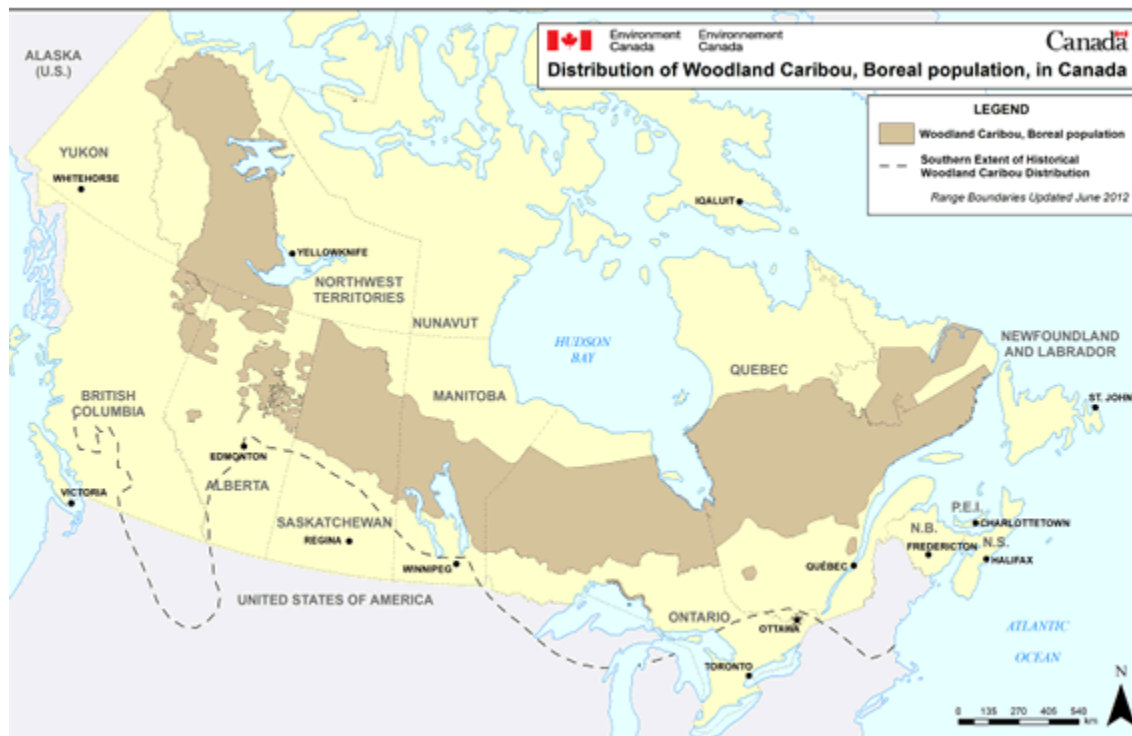 Environment
Canada
Environnement
Canada
Canada
Distribution of Woodland Caribou, Boreal population, in Canada
LEGEND
Woodland Caribou, Boreal population
Southern Extent of Historical
Woodland Caribou Distribution
Range Boundaries Updated June 2012
ALASKA
(U.S.)
YUKON
WHITEHORSE
IQALUIT
YELLOWKNIFE
NORTHWEST
TERRITORIES
NUNAVUT
HUDSON
BAY
NEWFOUNDLAND
AND LABRADOR
QUEBEC
ST. JOHN
BRITISH
COLUMBIA
MANITOBA
EDMONTON
ALBERTA
VICTORIA
SASKATCHEWAN
REGINA
WINNIPEG
P.E.I.
CHARLOTTETOWN
N.B.
N.S.
FREDERICTON
HALIFAX
QUÉBEC
UNITED STATES OF AMERICA
ONTARIO
OTTAWA
ATLANTIC
OCEAN
TORONTO
N
0 135 270 405 540
km